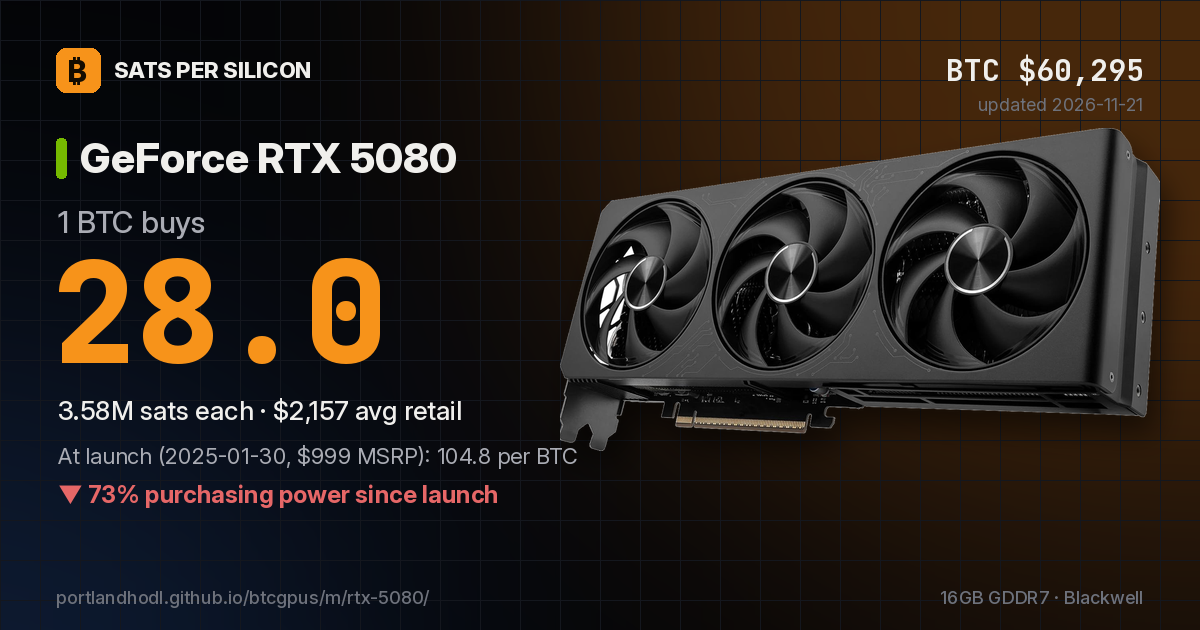 ₿ SATS PER SILICON
BTC $60,295
updated 2026-11-21
GeForce RTX 5080
1 BTC buys
28.0
3.58M sats each · $2,157 avg retail
At launch (2025-01-30, $999 MSRP): 104.8 per BTC
▼ 73% purchasing power since launch
portlandhodl.github.io/btcgpus/m/rtx-5080/
16GB GDDR7 · Blackwell